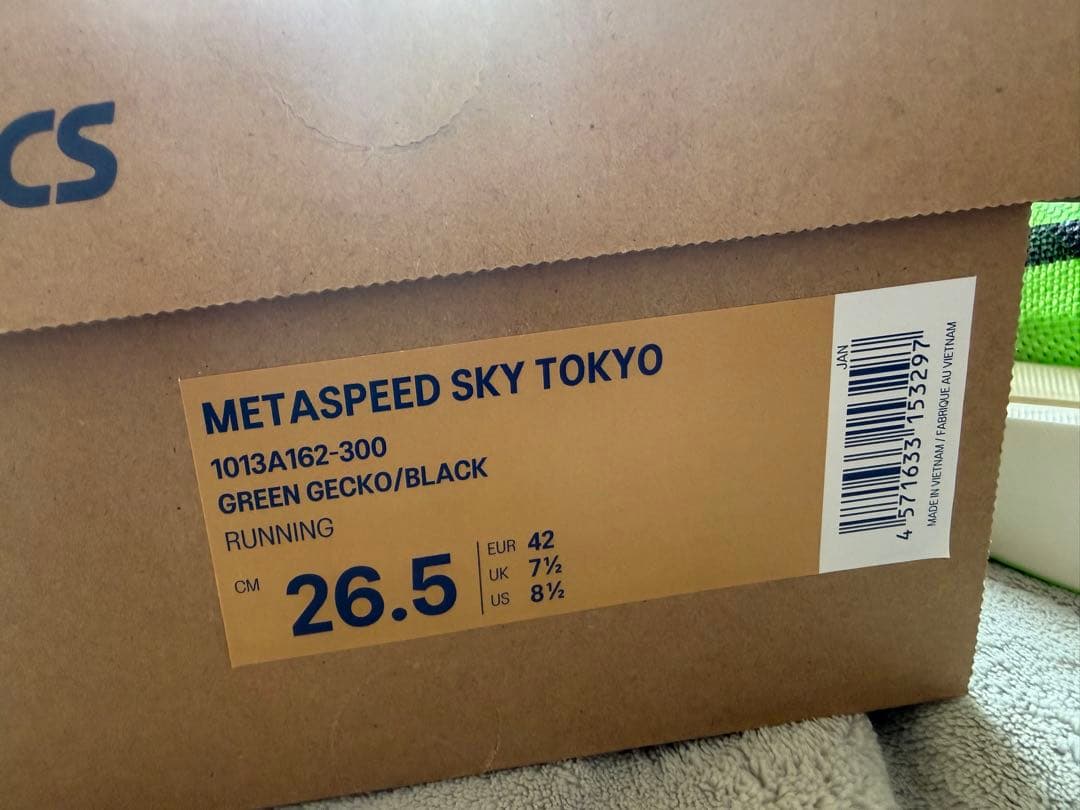 CS
METASPEED SKY TOKYO
1013A162-300
GREEN GECKO/BLACK
RUNNING
CM 26.5
EUR 42
UK 7½
US 8½
JAN
4 571633 153297
MADE IN VIETNAM / FABRIQUE AU VIETNAM